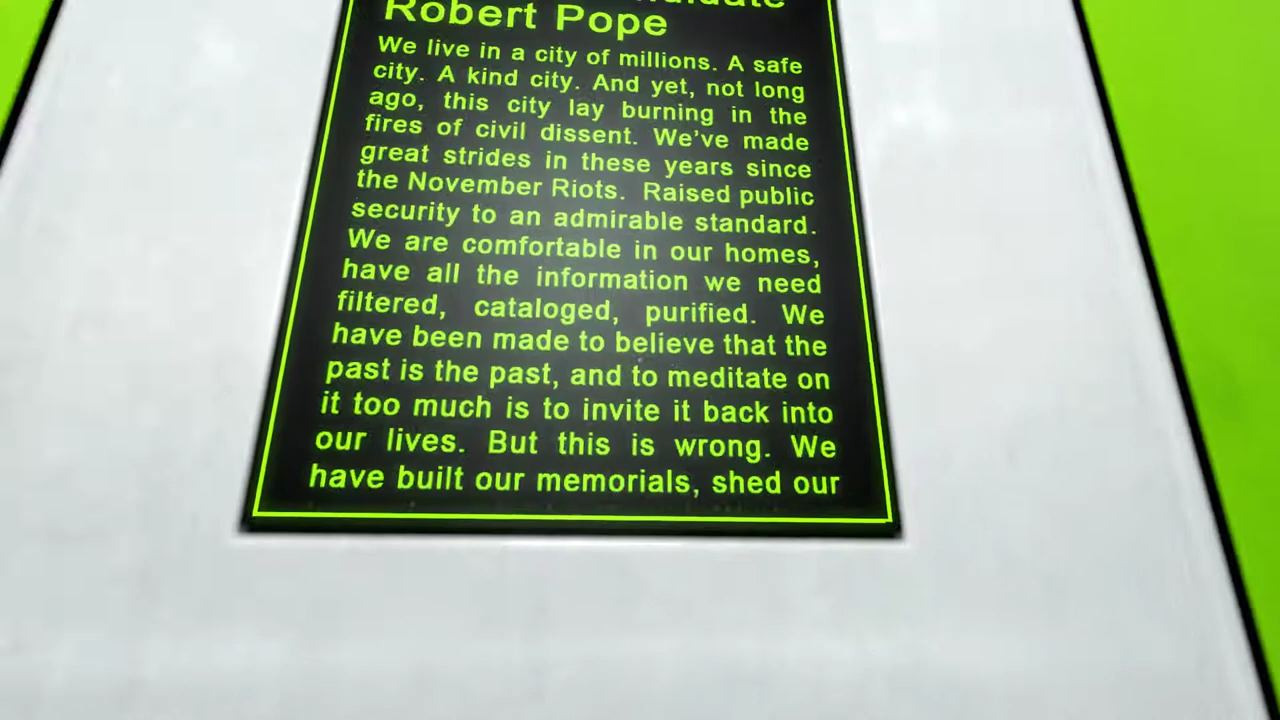 Robert Pope
We live in a city of millions. A safe
city. A kind city. And yet, not long
ago, this city lay burning in the
fires of civil dissent. We've made
great strides in these years since
the November Riots. Raised public
security to an admirable standard.
We are comfortable in our homes,
have all the information we need
filtered, cataloged, purified. We
have been made to believe that the
past is the past, and to meditate on
it too much is to invite it back into
our lives. But this is wrong. We
have built our memorials, shed our